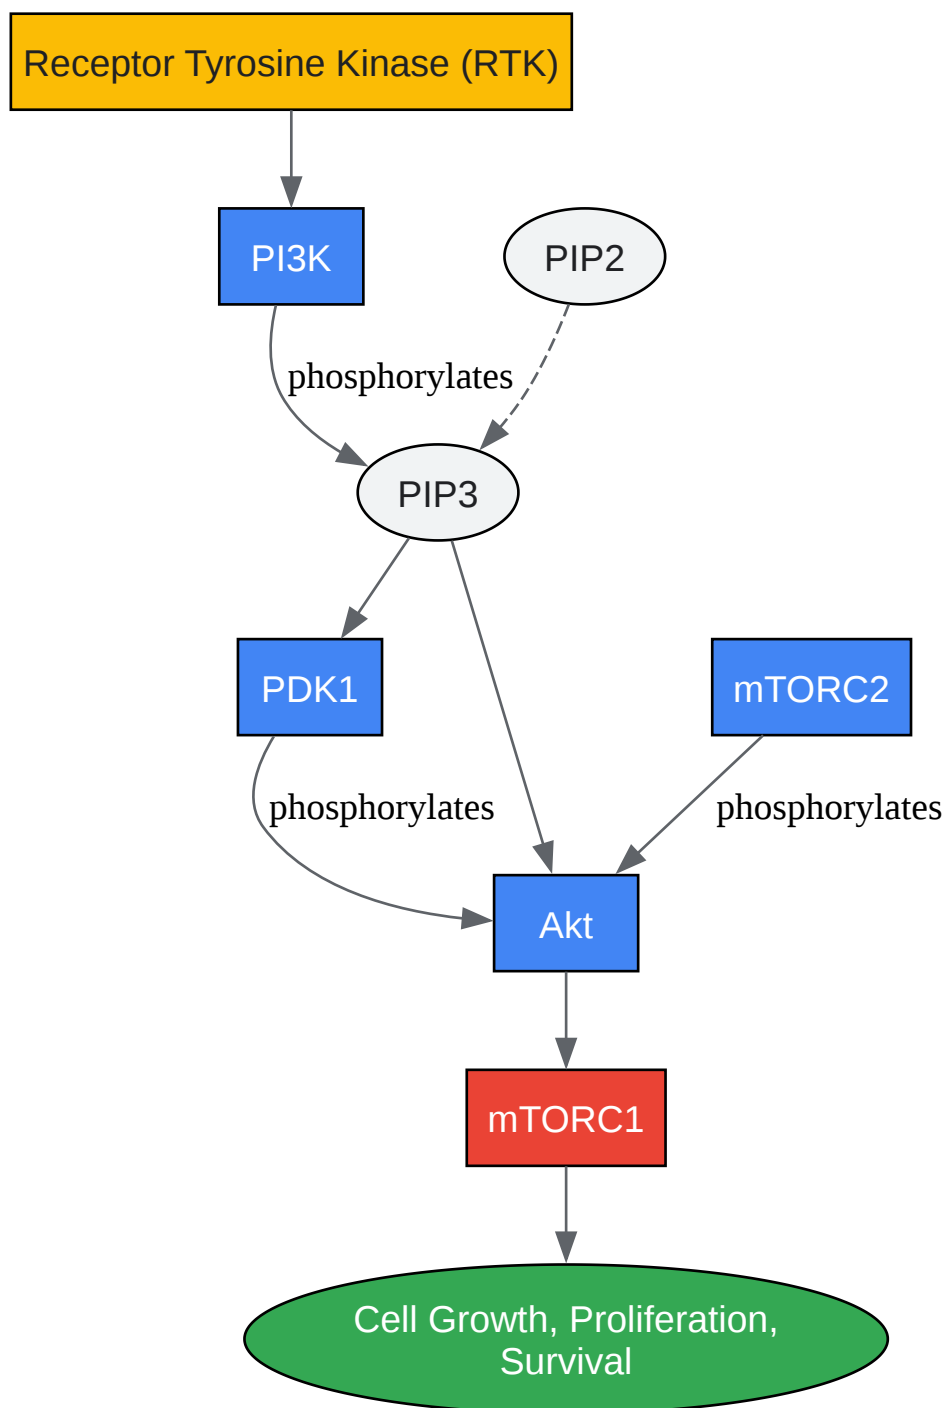 Receptor Tyrosine Kinase (RTK)
PI3K
PIP2
phosphorylates
PIP3
PDK1
mTORC2
phosphorylates
phosphorylates
Akt
mTORC1
Cell Growth, Proliferation,
Survival